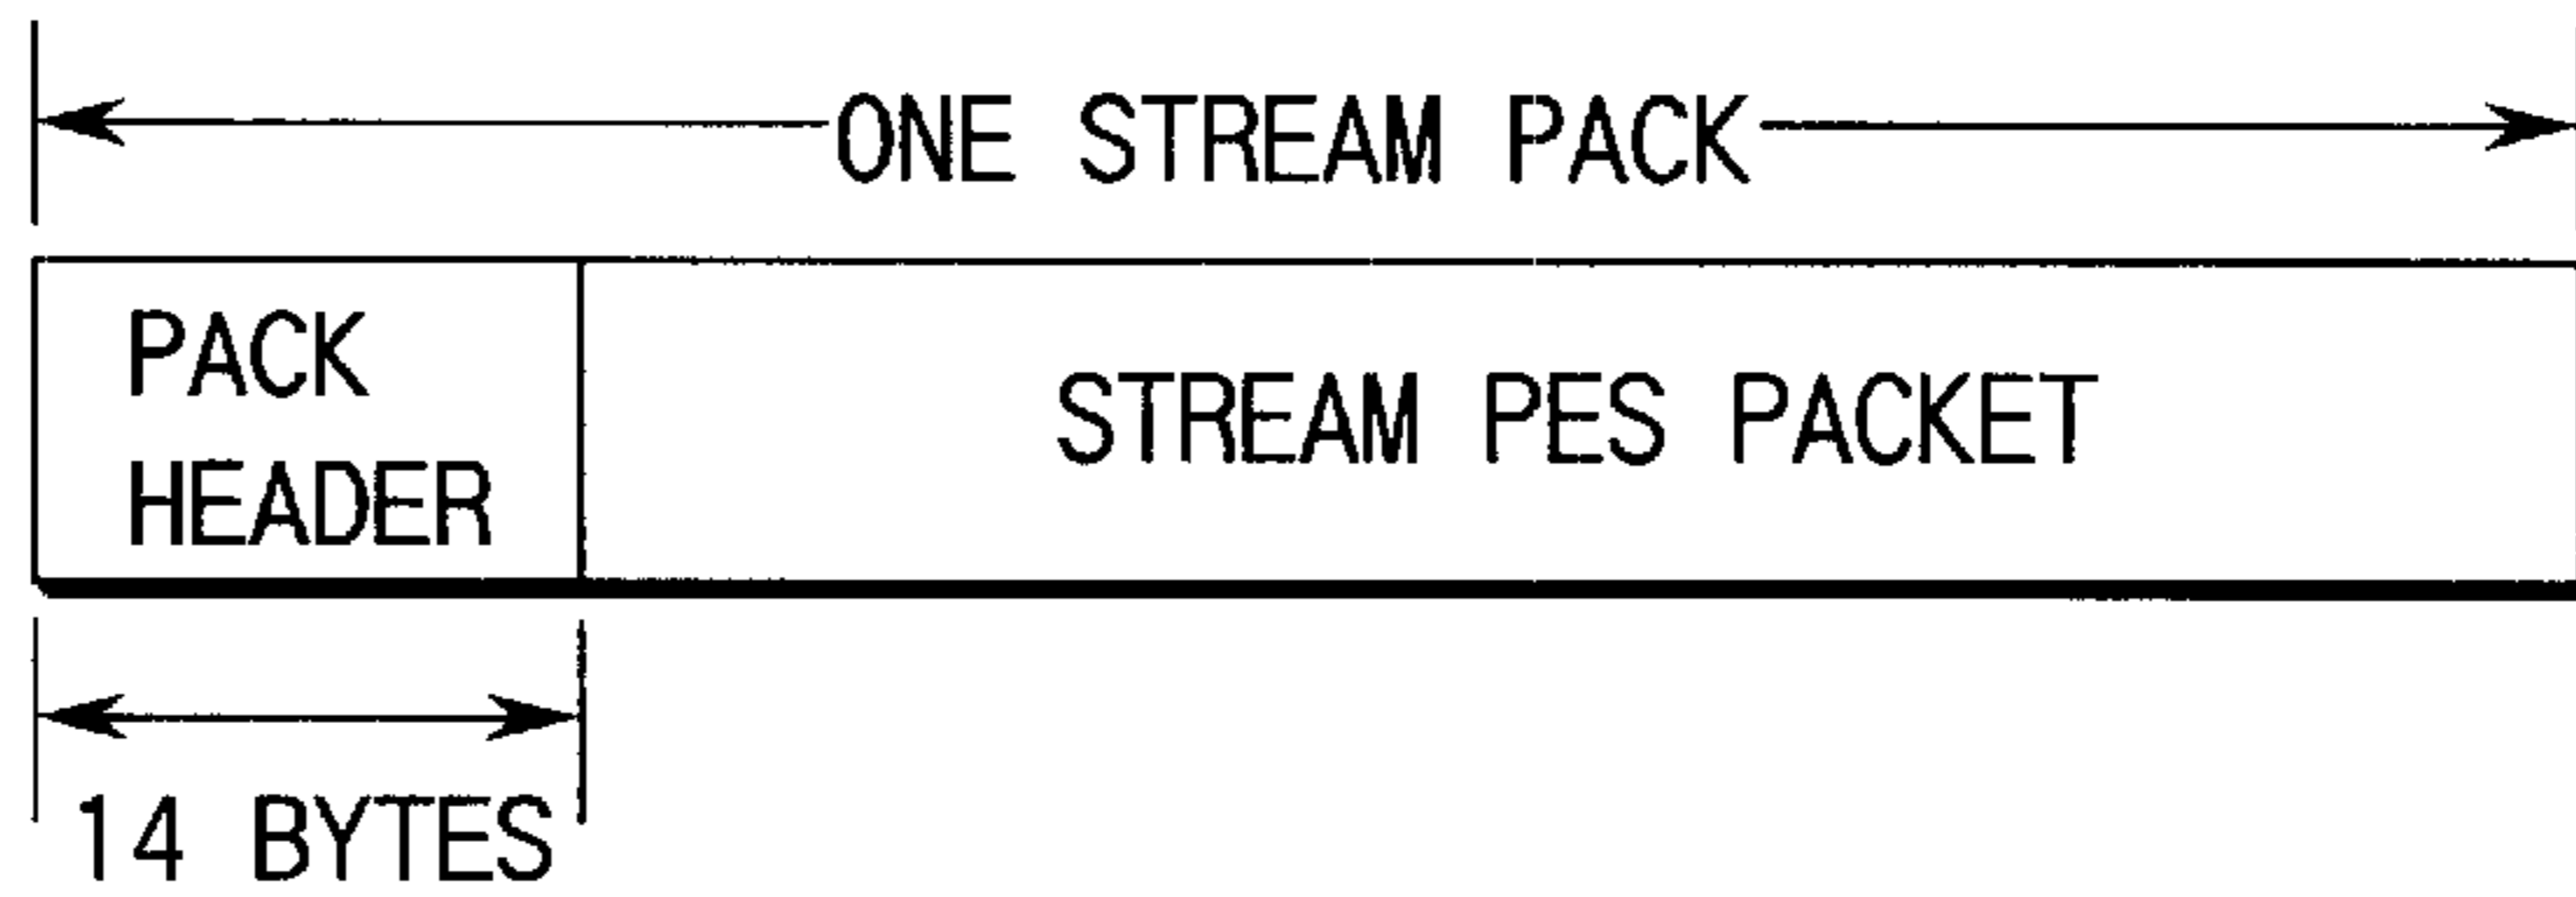 ONE STREAM PACK
PACK
HEADER
STREAM PES PACKET
14 BYTES